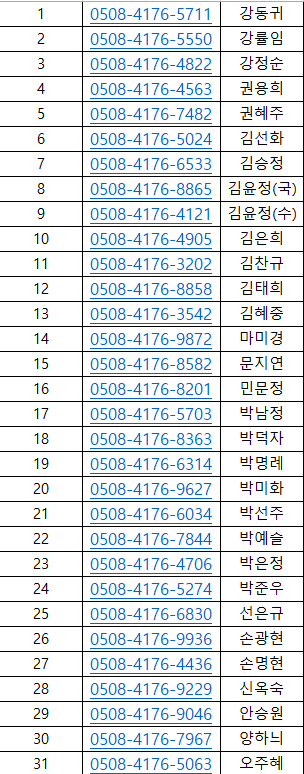 1 0508-4176-5711 강동귀
2 0508-4176-5550 강률임
3 0508-4176-4822 강정순
4 0508-4176-4563 권용희
5 0508-4176-7482 권혜주
6 0508-4176-5024 김선화
7 0508-4176-6533 김승정
8 0508-4176-8865 김윤정(국)
9 0508-4176-4121 김윤정(수)
10 0508-4176-4905 김은희
11 0508-4176-3202 김찬규
12 0508-4176-8858 김태희
13 0508-4176-3542 김혜중
14 0508-4176-9872 마미경
15 0508-4176-8582 문지연
16 0508-4176-8201 민문정
17 0508-4176-5703 박남정
18 0508-4176-8363 박덕자
19 0508-4176-6314 박명례
20 0508-4176-9627 박미화
21 0508-4176-6034 박선주
22 0508-4176-7844 박예슬
23 0508-4176-4706 박은정
24 0508-4176-5274 박준우
25 0508-4176-6830 선은규
26 0508-4176-9936 손광현
27 0508-4176-4436 손명현
28 0508-4176-9229 신옥숙
29 0508-4176-9046 안승원
30 0508-4176-7967 양하늬
31 0508-4176-5063 오주혜